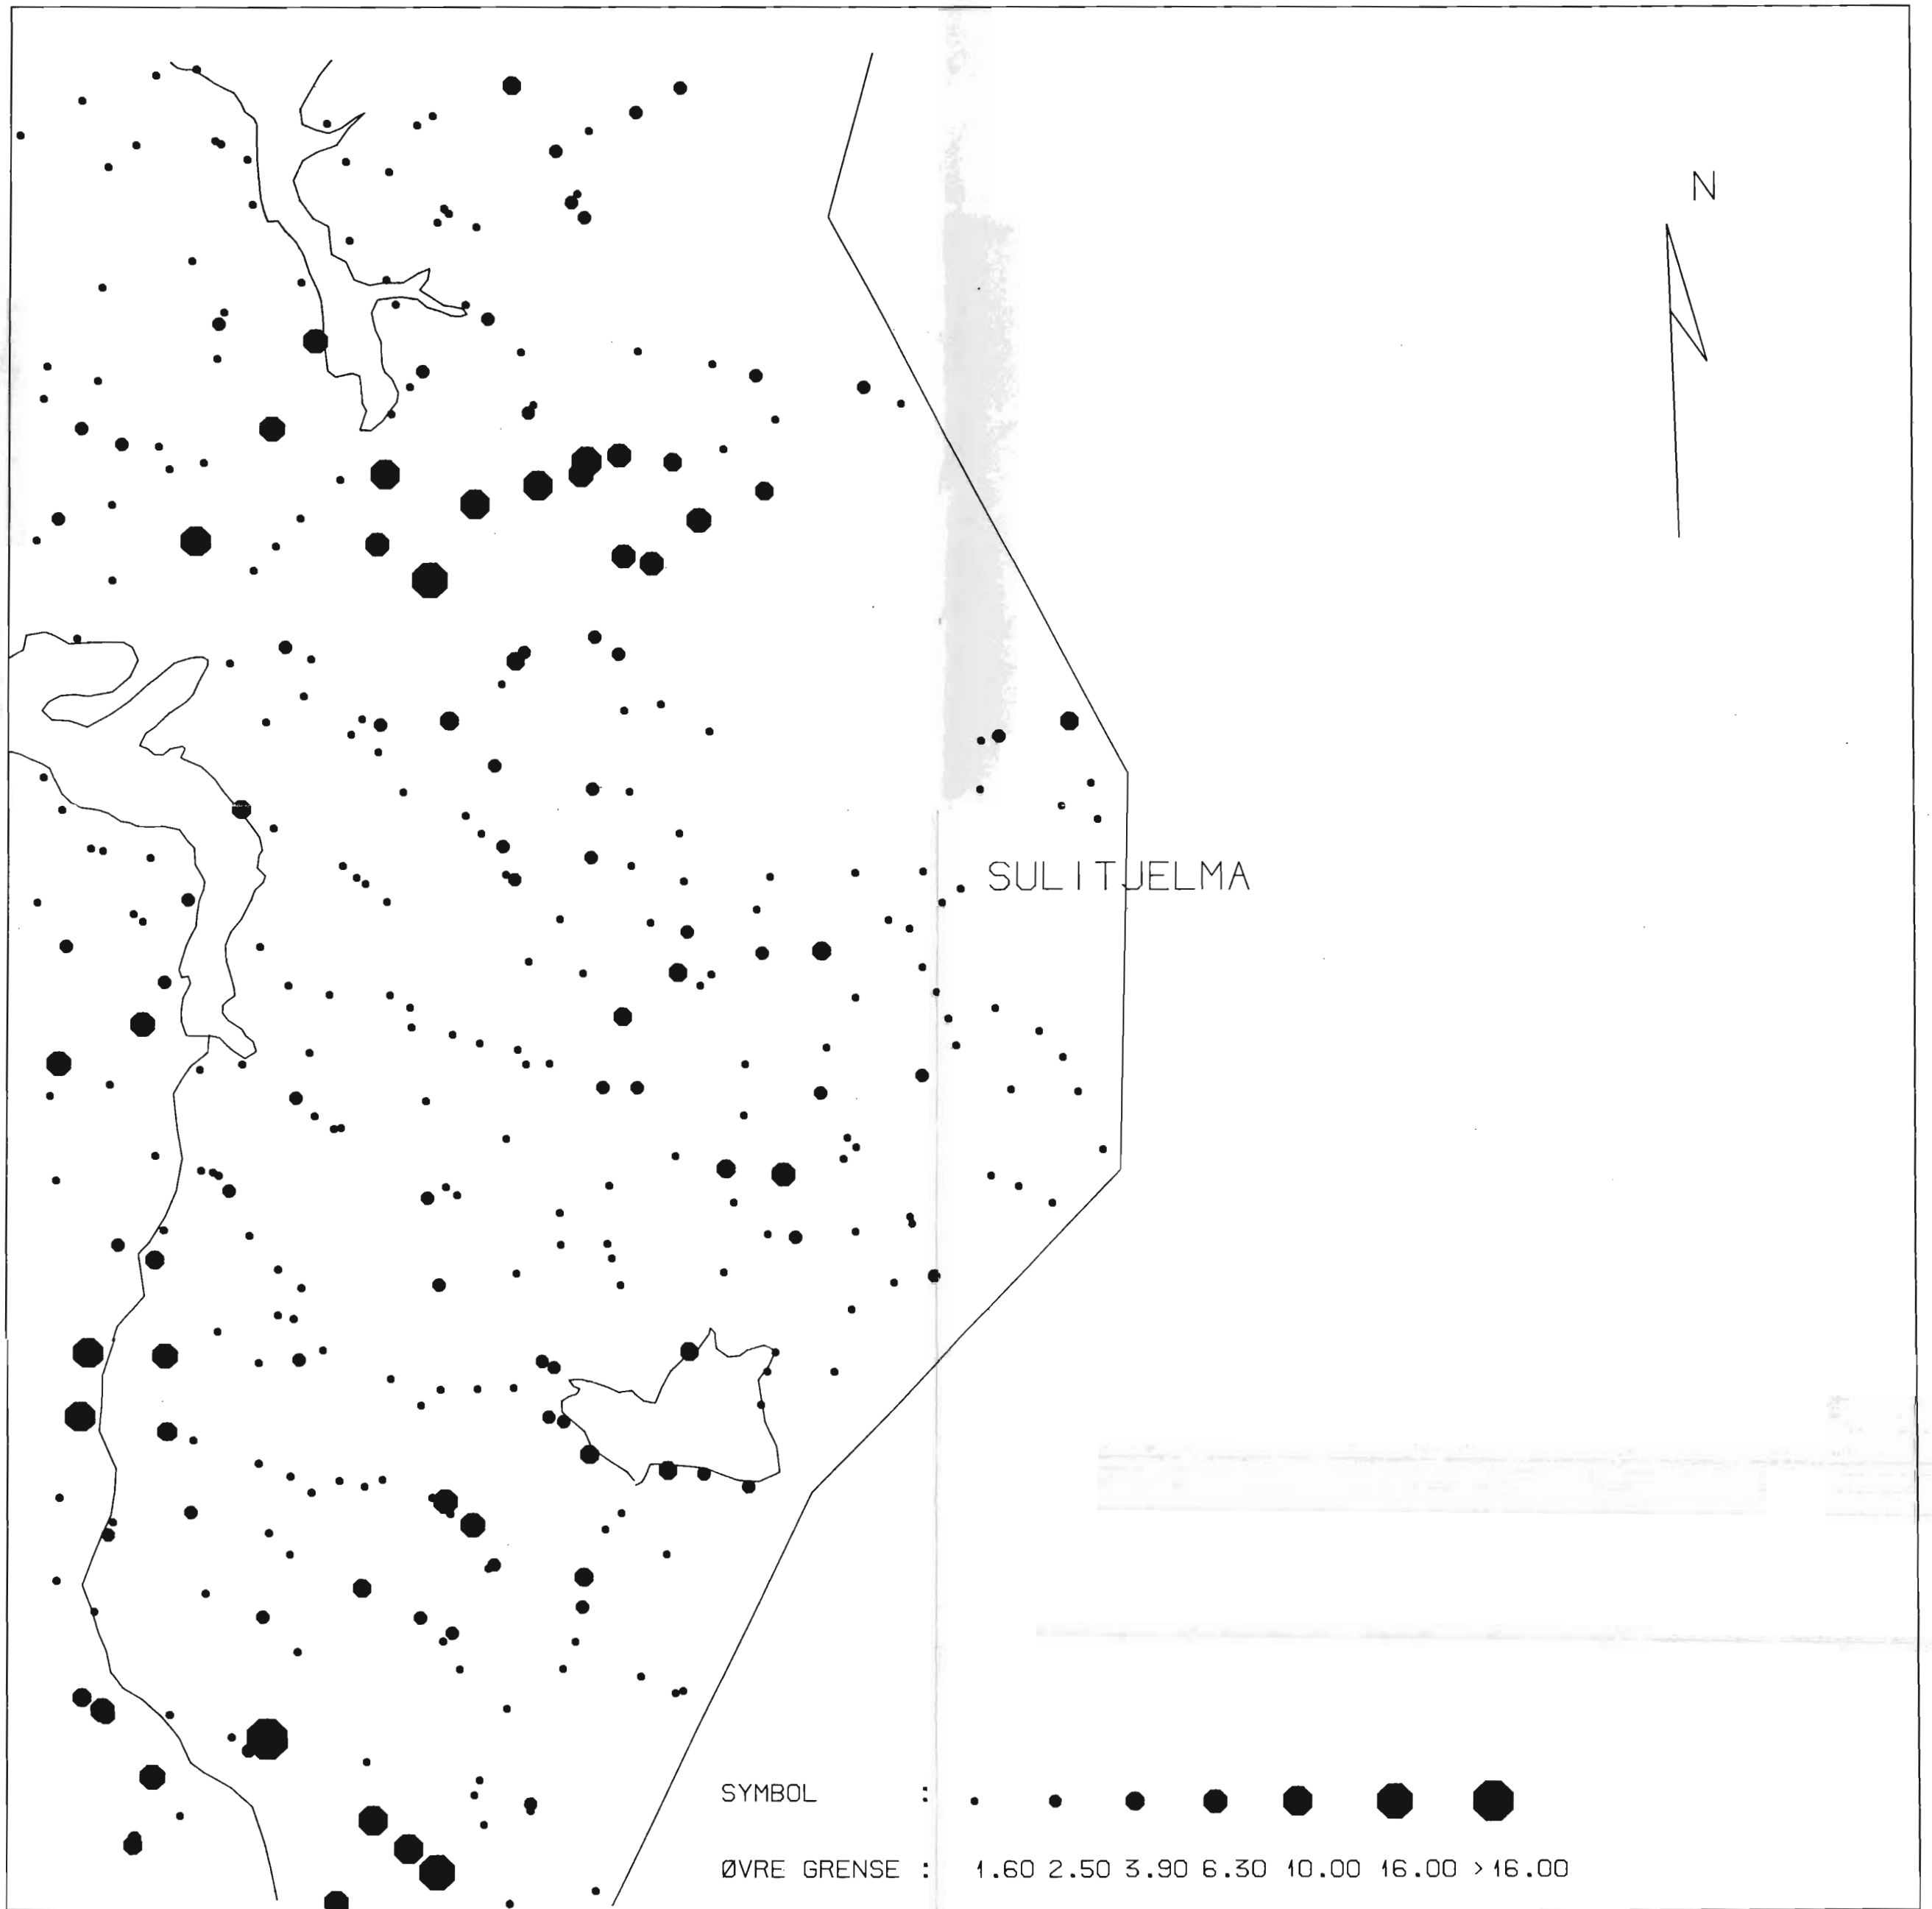 N
SULITJELMA
SYMBOL :
ØVRE GRENSE : 1.60 2.50 3.90 6.30 10.00 16.00 >16.00